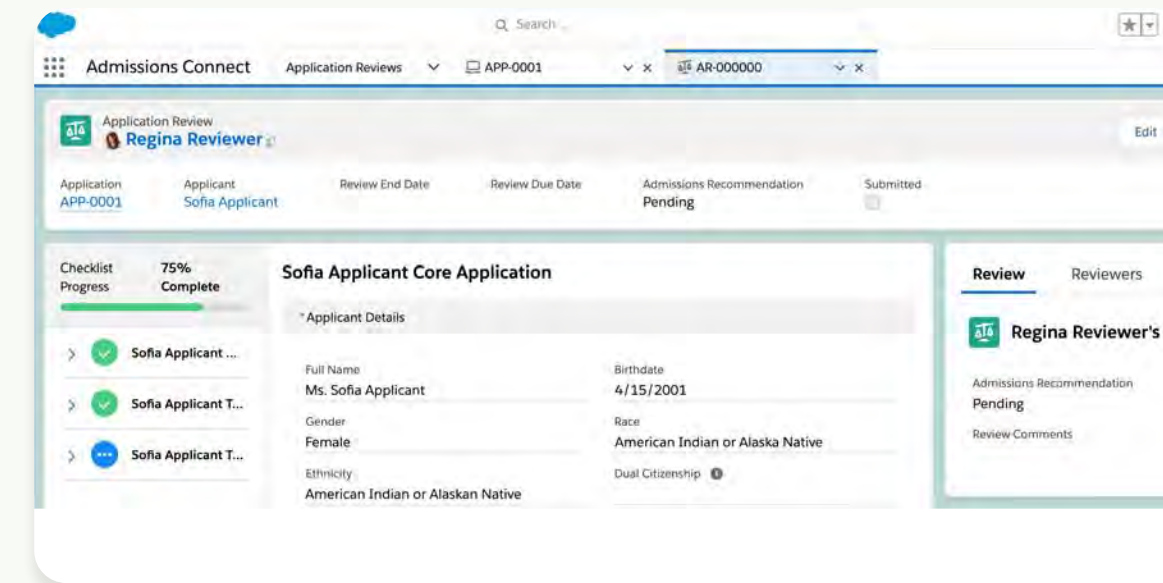 Search ...
Admissions Connect Application Reviews APP-0001 AR-000000
Application Review
Regina Reviewer
Edit
Application Applicant Review End Date Review Due Date Admissions Recommendation Submitted
APP-0001 Sofia Applicant Pending
Checklist Progress 75% Complete
Sofia Applicant ...
Sofia Applicant T...
Sofia Applicant T...
Sofia Applicant Core Application
* Applicant Details
Full Name Birthdate
Ms. Sofia Applicant 4/15/2001
Gender Race
Female American Indian or Alaska Native
Ethnicity Dual Citizenship
American Indian or Alaskan Native
Review Reviewers
Regina Reviewer's
Admissions Recommendation
Pending
Review Comments